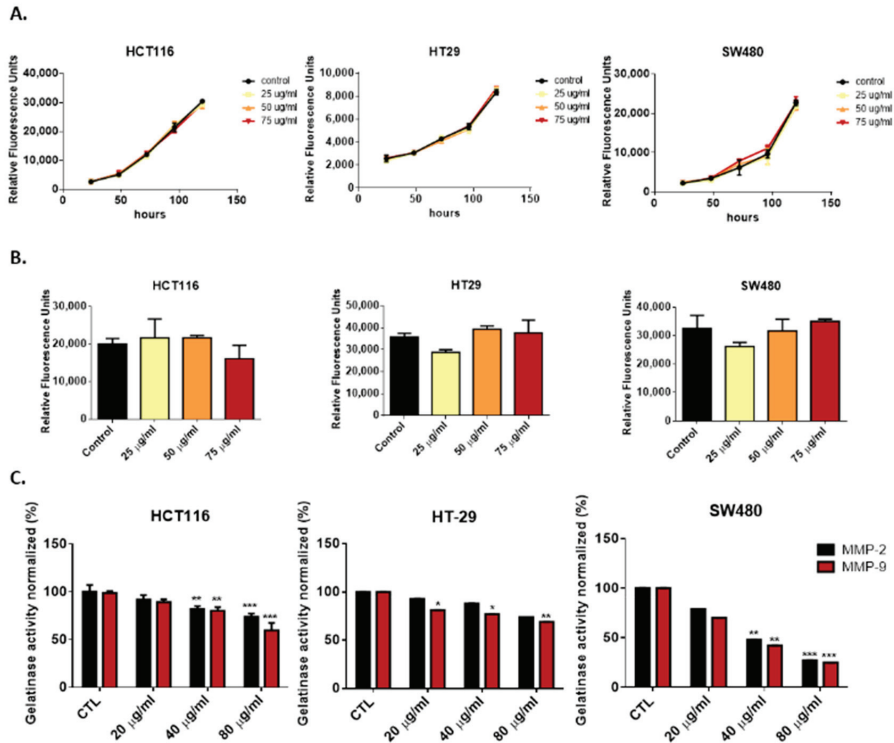 A.
HCT116
Relative Fluorescence Units
40,000
30,000
20,000
10,000
0
0
50
100
150
hours
control
25 ug/ml
50 ug/ml
75 ug/ml
HT29
Relative Fluorescence Units
10,000
8,000
6,000
4,000
2,000
0
0
50
100
150
hours
control
25 ug/ml
50 ug/ml
75 ug/ml
SW480
Relative Fluorescence Units
30,000
20,000
10,000
0
0
50
100
150
hours
control
25 ug/ml
50 ug/ml
75 ug/ml
B.
HCT116
Relative Fluorescence Units
30,000
20,000
10,000
0
Control
25 µg/ml
50 µg/ml
75 µg/ml
HT29
Relative Fluorescence Units
50,000
40,000
30,000
20,000
10,000
0
Control
25 µg/ml
50 µg/ml
75 µg/ml
SW480
Relative Fluorescence Units
40,000
30,000
20,000
10,000
0
Control
25 µg/ml
50 µg/ml
75 µg/ml
C.
HCT116
Gelatinase activity normalized (%)
150
100
50
0
** **
*** ***
CTL
20 µg/ml
40 µg/ml
80 µg/ml
HT-29
Gelatinase activity normalized (%)
150
100
50
0
*
*
**
CTL
20 µg/ml
40 µg/ml
80 µg/ml
SW480
Gelatinase activity normalized (%)
150
100
50
0
** **
*** ***
CTL
20 µg/ml
40 µg/ml
80 µg/ml
MMP-2
MMP-9